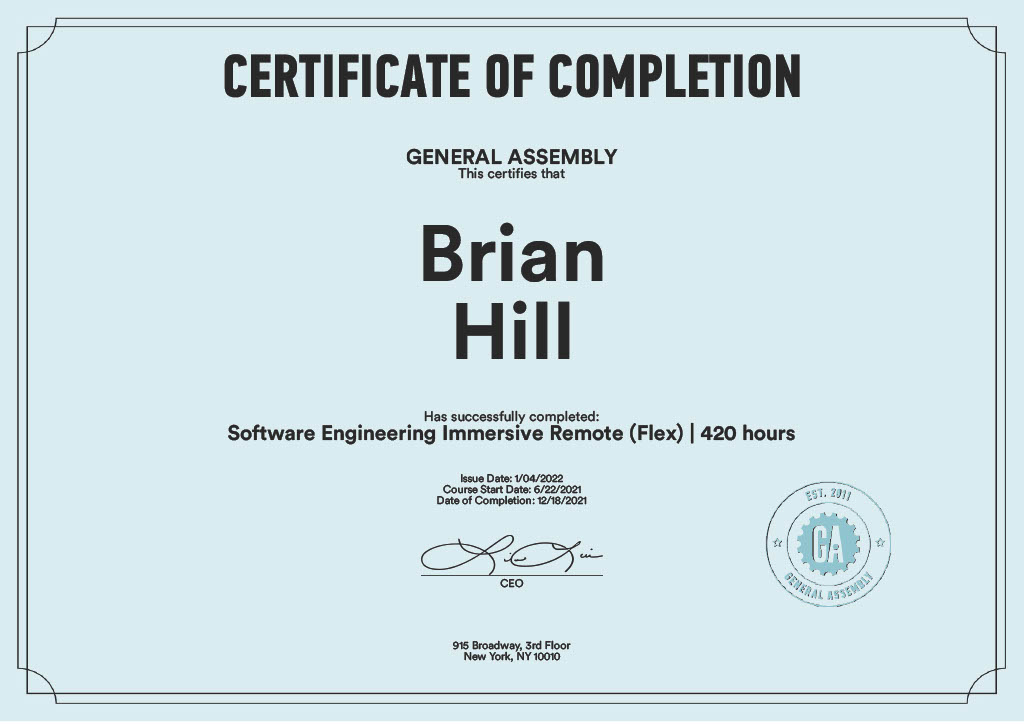 CERTIFICATE OF COMPLETION
GENERAL ASSEMBLY
This certifies that
Brian
Hill
Has successfully completed:
Software Engineering Immersive Remote (Flex) | 420 hours
Issue Date: 1/04/2022
Course Start Date: 6/22/2021
Date of Completion: 12/18/2021
CEO
EST. 2011
GA
GENERAL ASSEMBLY
915 Broadway, 3rd Floor
New York, NY 10010